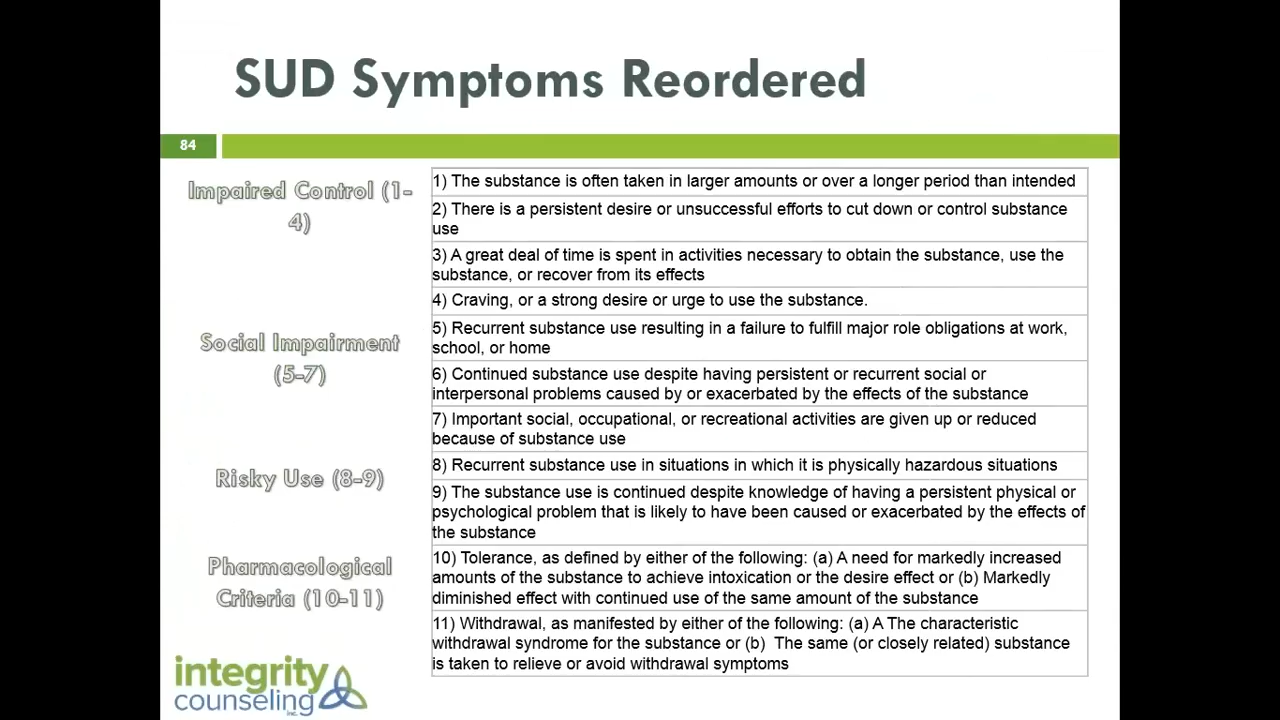 SUD Symptoms Reordered
84
Impaired Control (1-
4)
1) The substance is often taken in larger amounts or over a longer period than intended
2) There is a persistent desire or unsuccessful efforts to cut down or control substance
use
3) A great deal of time is spent in activities necessary to obtain the substance, use the
substance, or recover from its effects
4) Craving, or a strong desire or urge to use the substance.
Social Impairment
(5-7)
5) Recurrent substance use resulting in a failure to fulfill major role obligations at work,
school, or home
6) Continued substance use despite having persistent or recurrent social or
interpersonal problems caused by or exacerbated by the effects of the substance
7) Important social, occupational, or recreational activities are given up or reduced
because of substance use
Risky Use (8-9)
8) Recurrent substance use in situations in which it is physically hazardous situations
9) The substance use is continued despite knowledge of having a persistent physical or
psychological problem that is likely to have been caused or exacerbated by the effects of
the substance
Pharmacological
Criteria (10-11)
10) Tolerance, as defined by either of the following: (a) A need for markedly increased
amounts of the substance to achieve intoxication or the desire effect or (b) Markedly
diminished effect with continued use of the same amount of the substance
11) Withdrawal, as manifested by either of the following: (a) A The characteristic
withdrawal syndrome for the substance or (b) The same (or closely related) substance
is taken to relieve or avoid withdrawal symptoms
integrity
counseling
inc.